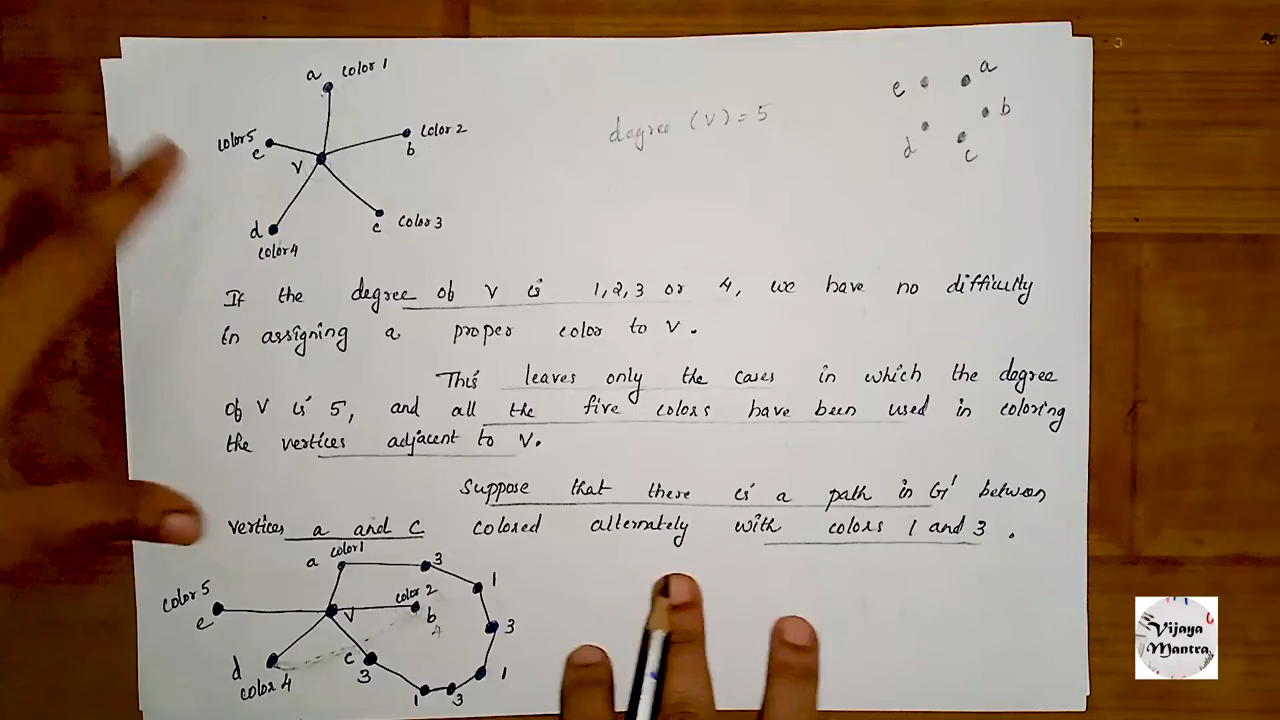 a color 1
color 5
e
color 2
b
V
d
color 4
c color 3
degree (V) = 5
e a
b
d c
If the degree of V is 1, 2, 3 or 4, we have no difficulty
in assigning a proper color to V.
This leaves only the cases in which the degree
of V is 5, and all the five colors have been used in coloring
the vertices adjacent to V.
Suppose that there is a path in G' between
vertices a and c colored alternately with colors 1 and 3.
a color 1
3
1
color 5
e
color 2
b
4
V
3
d
color 4
c
3
1
3
1
Vijaya
Mantra